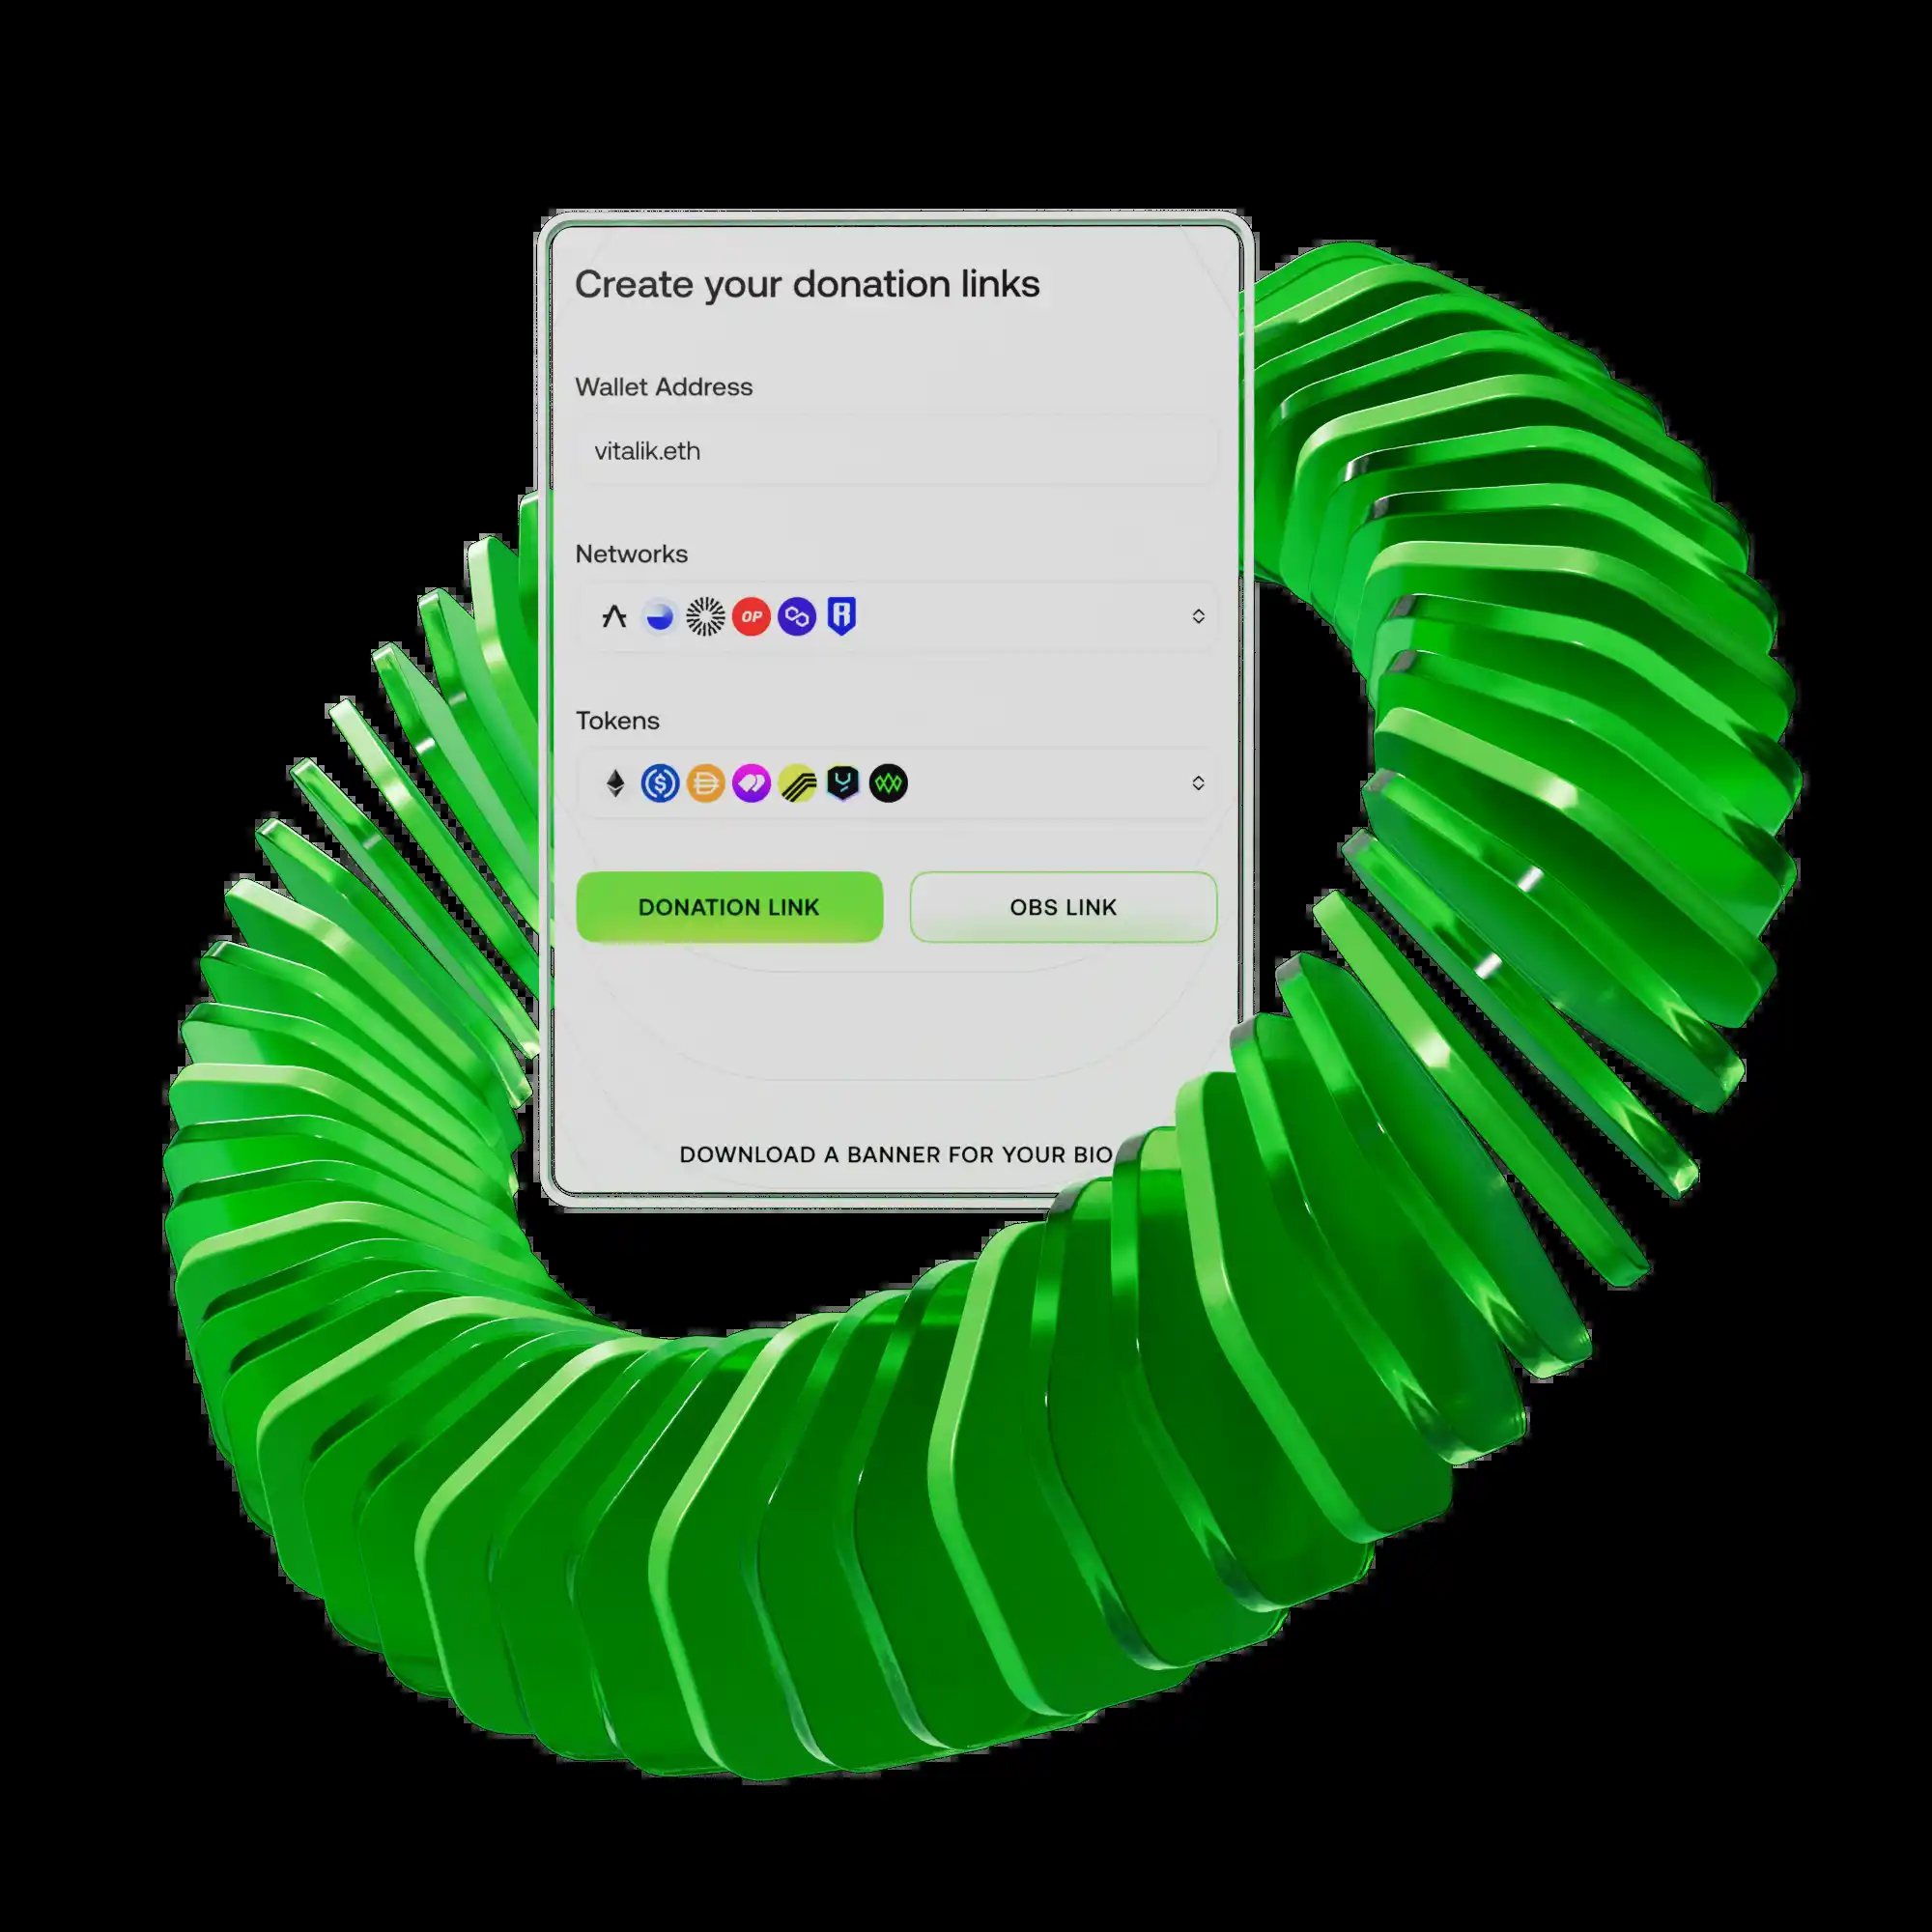 Create your donation links
Wallet Address
vitalik.eth
Networks
OP
Tokens
DONATION LINK
OBS LINK
DOWNLOAD A BANNER FOR YOUR BIO